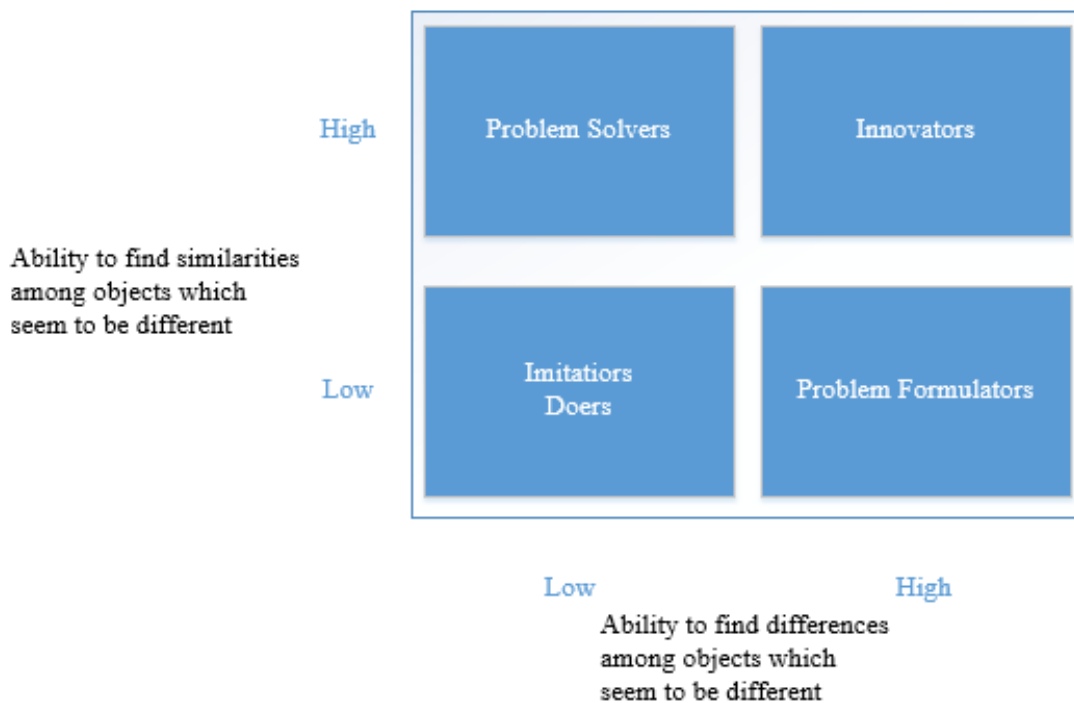 High
Problem Solvers
Innovators
Ability to find similarities
among objects which
seem to be different
Low
Imitatiors
Doers
Problem Formulators
Low
High
Ability to find differences
among objects which
seem to be different